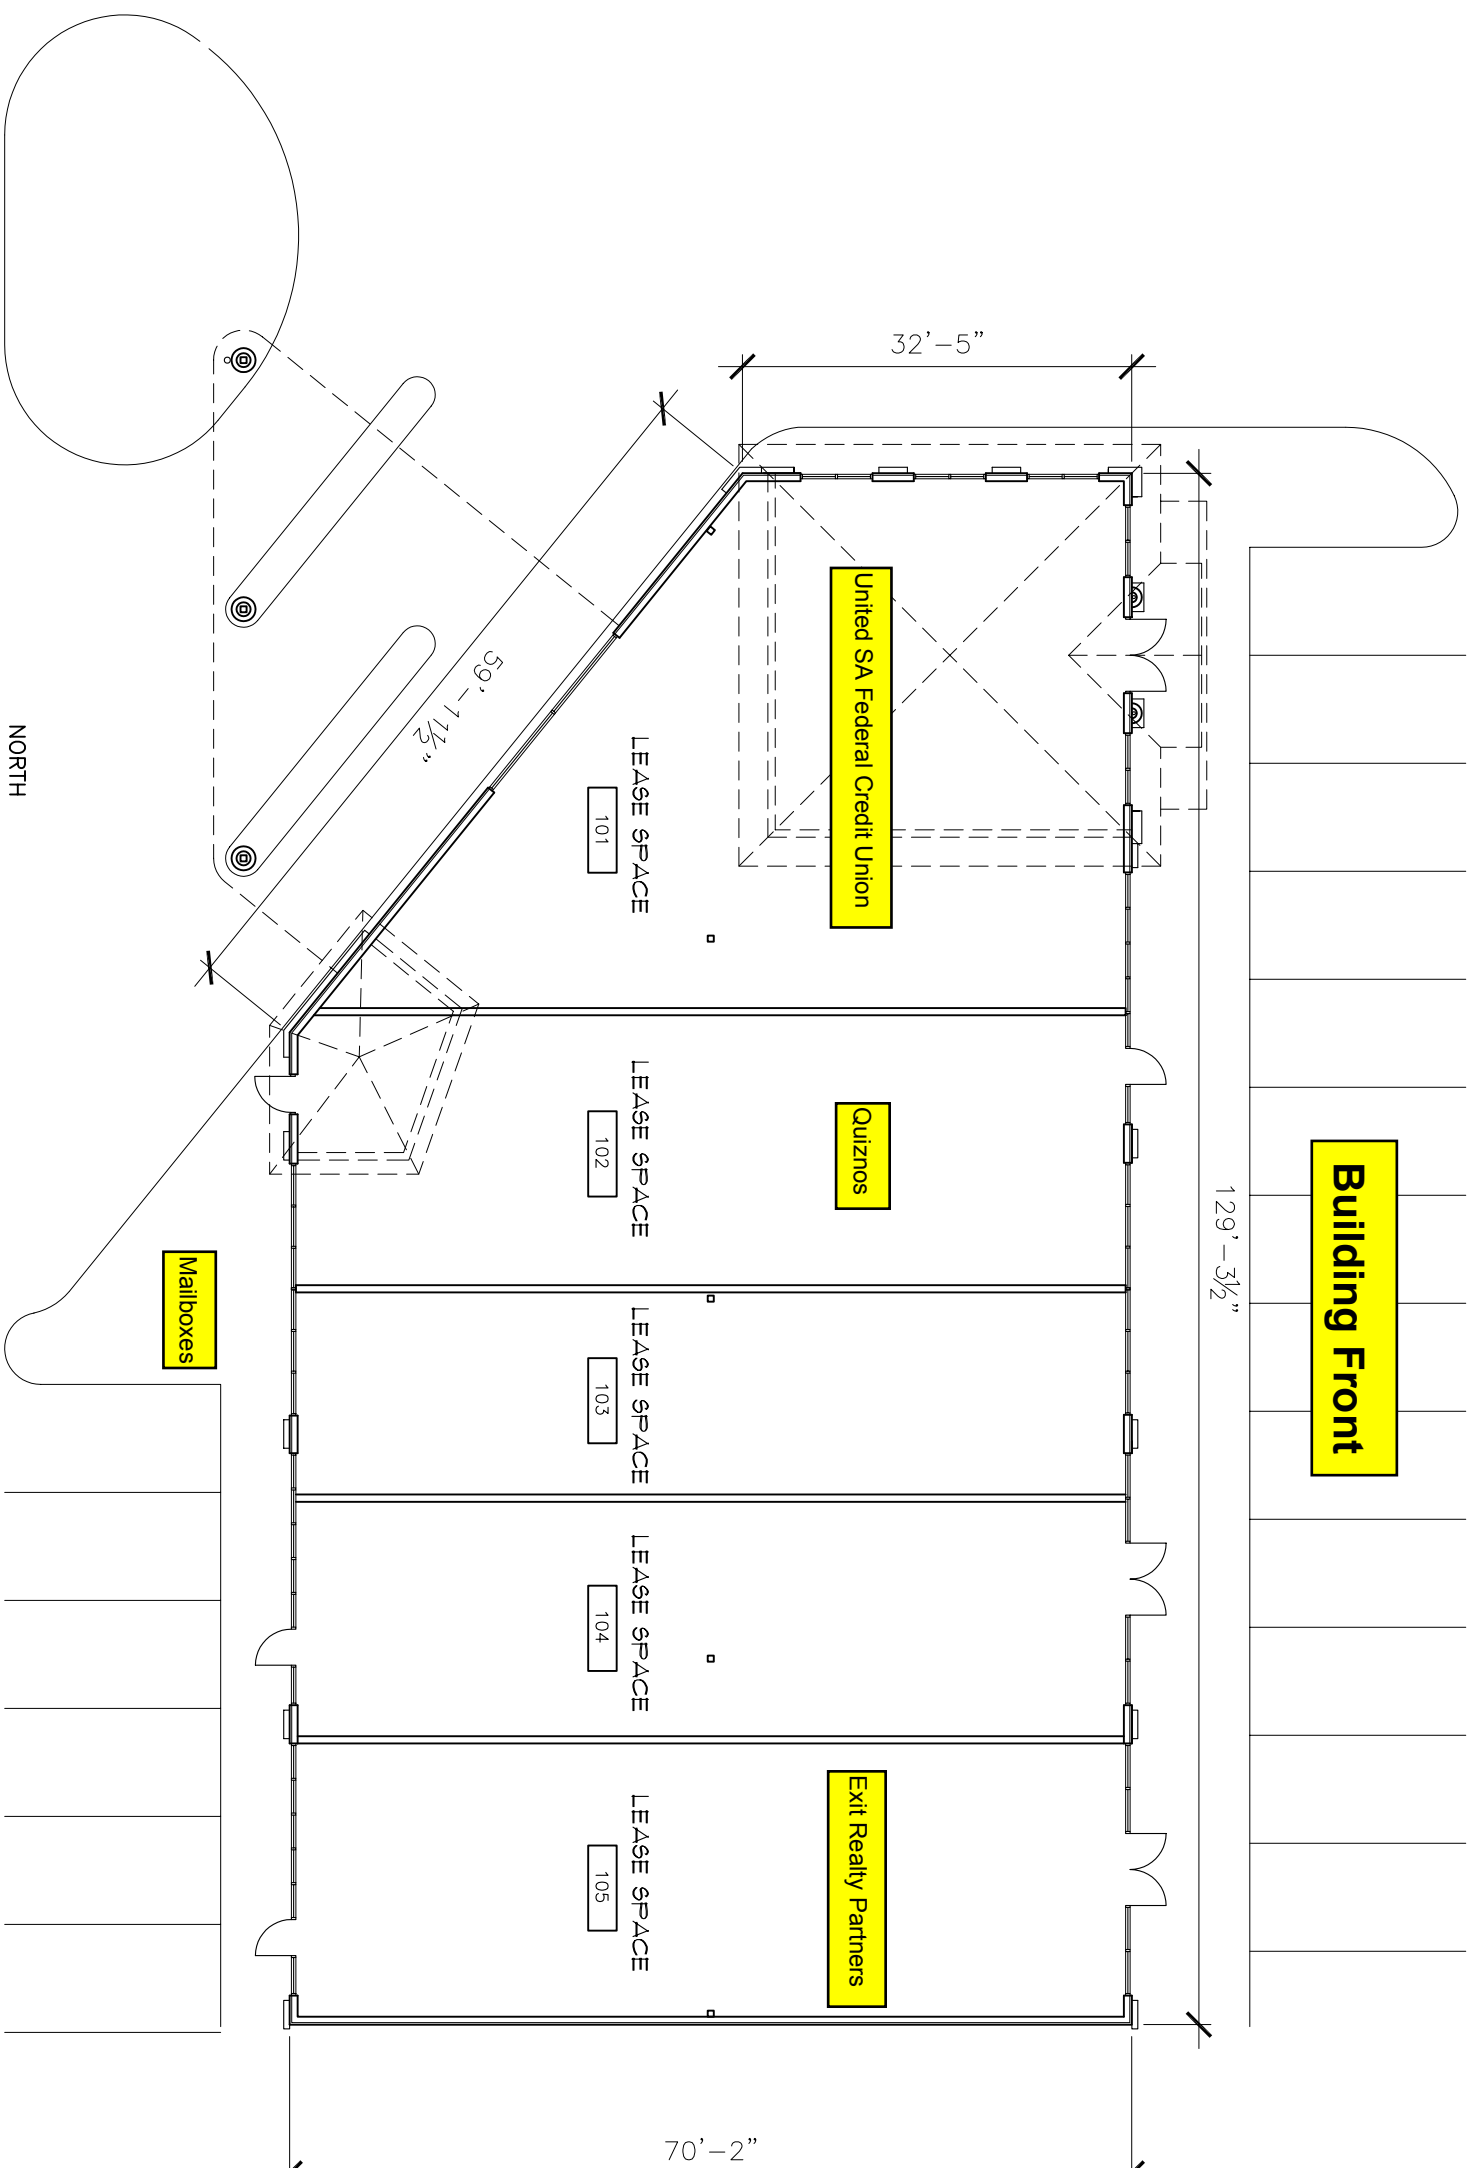 Building Front
129'-3½"
32'-5"
United SA Federal Credit Union
Quiznos
Exit Realty Partners
LEASE SPACE
101
LEASE SPACE
102
LEASE SPACE
103
LEASE SPACE
104
LEASE SPACE
105
59'-11½"
70'-2"
Mailboxes
NORTH